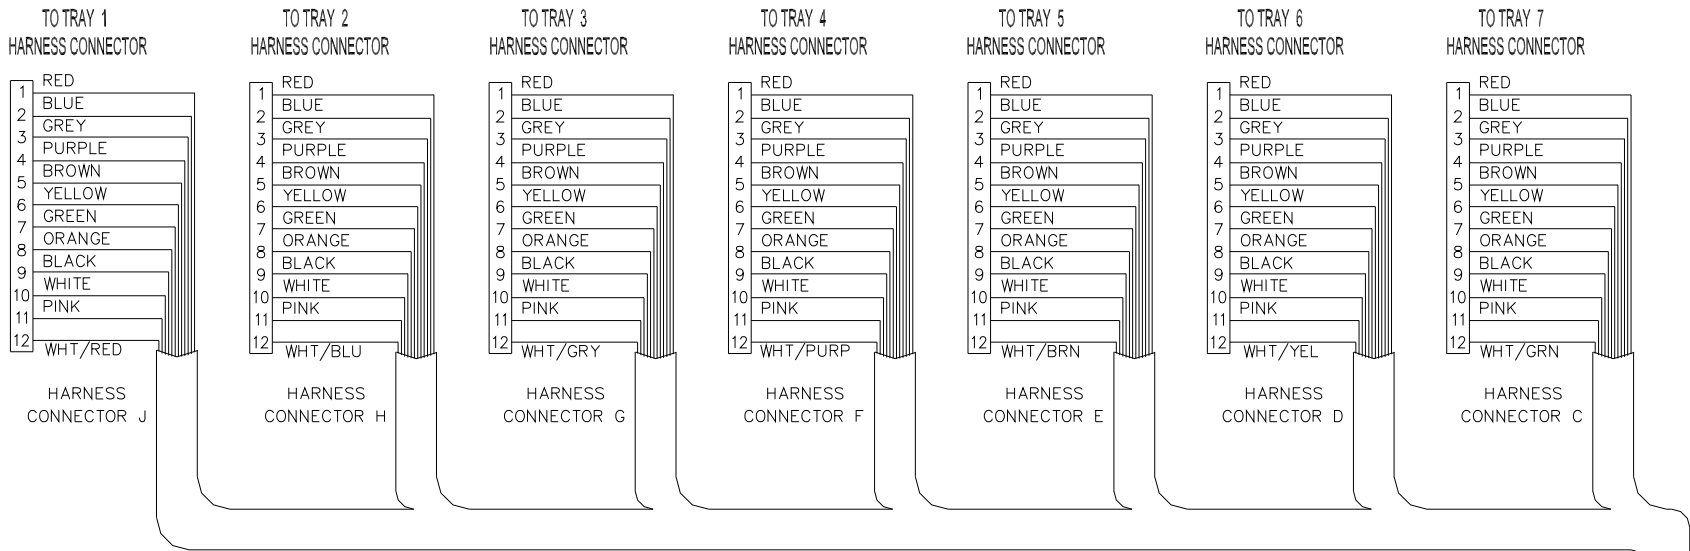 TO TRAY 1
HARNESS CONNECTOR
1 RED
2 BLUE
3 GREY
4 PURPLE
5 BROWN
6 YELLOW
7 GREEN
8 ORANGE
9 BLACK
10 WHITE
11 PINK
12 WHT/RED
HARNESS
CONNECTOR J
TO TRAY 2
HARNESS CONNECTOR
1 RED
2 BLUE
3 GREY
4 PURPLE
5 BROWN
6 YELLOW
7 GREEN
8 ORANGE
9 BLACK
10 WHITE
11 PINK
12 WHT/BLU
HARNESS
CONNECTOR H
TO TRAY 3
HARNESS CONNECTOR
1 RED
2 BLUE
3 GREY
4 PURPLE
5 BROWN
6 YELLOW
7 GREEN
8 ORANGE
9 BLACK
10 WHITE
11 PINK
12 WHT/GRY
HARNESS
CONNECTOR G
TO TRAY 4
HARNESS CONNECTOR
1 RED
2 BLUE
3 GREY
4 PURPLE
5 BROWN
6 YELLOW
7 GREEN
8 ORANGE
9 BLACK
10 WHITE
11 PINK
12 WHT/PURP
HARNESS
CONNECTOR F
TO TRAY 5
HARNESS CONNECTOR
1 RED
2 BLUE
3 GREY
4 PURPLE
5 BROWN
6 YELLOW
7 GREEN
8 ORANGE
9 BLACK
10 WHITE
11 PINK
12 WHT/BRN
HARNESS
CONNECTOR E
TO TRAY 6
HARNESS CONNECTOR
1 RED
2 BLUE
3 GREY
4 PURPLE
5 BROWN
6 YELLOW
7 GREEN
8 ORANGE
9 BLACK
10 WHITE
11 PINK
12 WHT/YEL
HARNESS
CONNECTOR D
TO TRAY 7
HARNESS CONNECTOR
1 RED
2 BLUE
3 GREY
4 PURPLE
5 BROWN
6 YELLOW
7 GREEN
8 ORANGE
9 BLACK
10 WHITE
11 PINK
12 WHT/GRN
HARNESS
CONNECTOR C